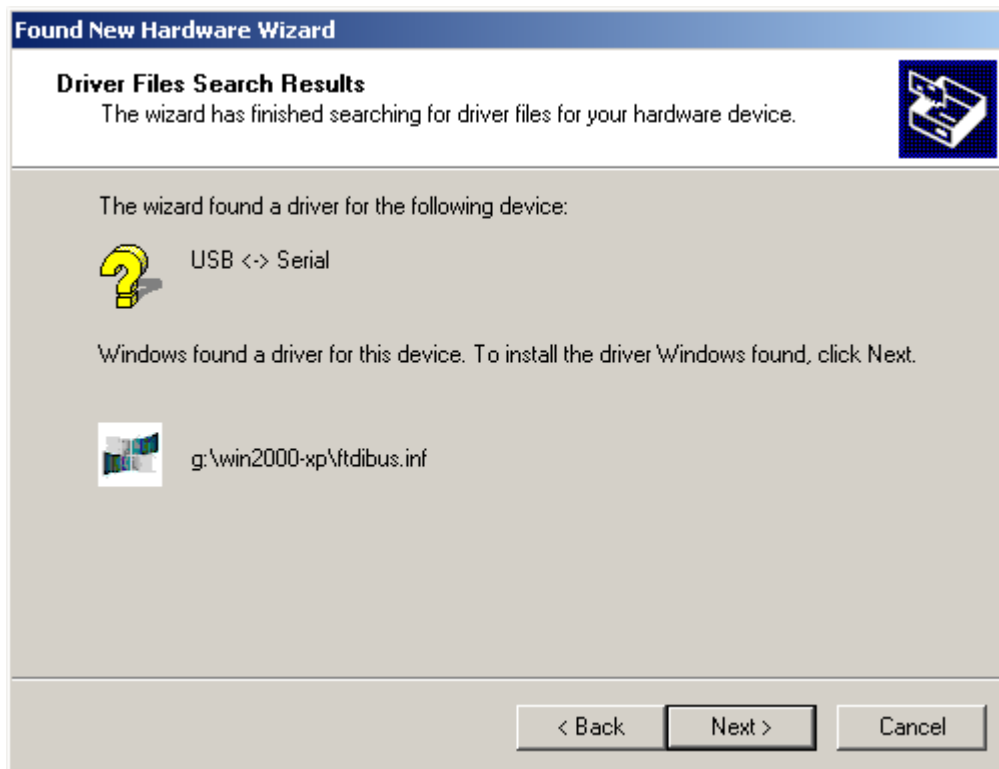 Found New Hardware Wizard
Driver Files Search Results
The wizard has finished searching for driver files for your hardware device.
The wizard found a driver for the following device:
USB <-> Serial
Windows found a driver for this device. To install the driver Windows found, click Next.
g:\win2000-xp\ftdibus.inf
< Back Next > Cancel